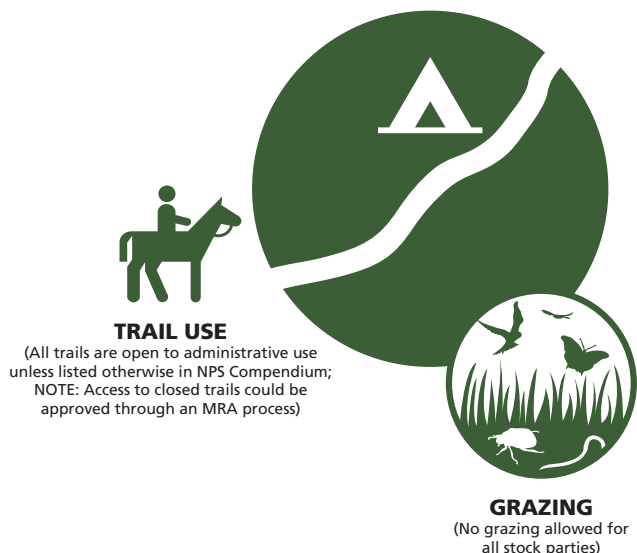 TRAIL USE
(All trails are open to administrative use
unless listed otherwise in NPS Compendium;
NOTE: Access to closed trails could be
approved through an MRA process)
GRAZING
(No grazing allowed for
all stock parties)